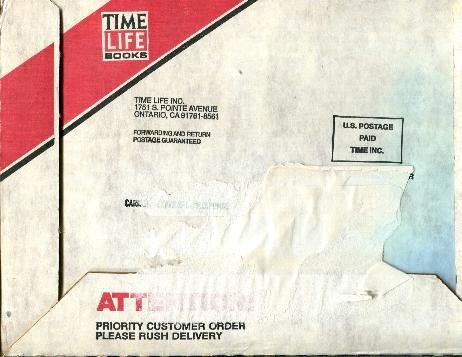 TIME
LIFE
BOOKS
TIME LIFE INC.
1751 S. POINTE AVENUE
ONTARIO, CA 91761-8561
FORWARDING AND RETURN
POSTAGE GUARANTEED
U.S. POSTAGE
PAID
TIME INC.
ATTENTION
PRIORITY CUSTOMER ORDER
PLEASE RUSH DELIVERY